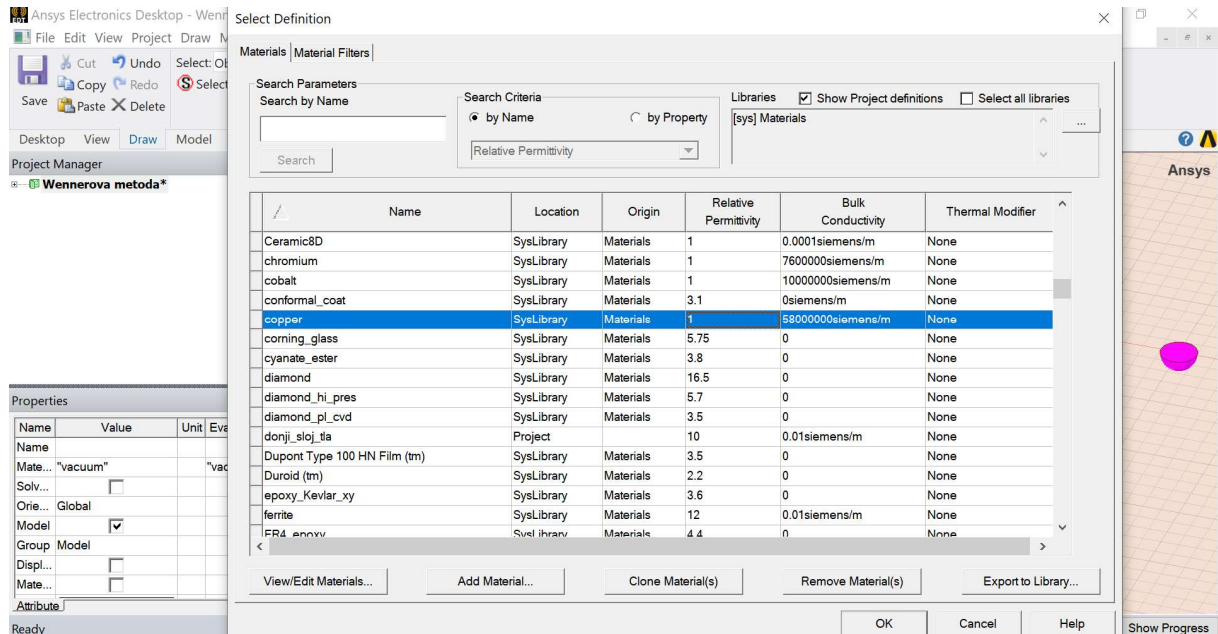 EDT Ansys Electronics Desktop - Wenn
File Edit View Project Draw
Save
Cut Undo Select: Ob
Copy Redo Select
Paste Delete
Desktop View Draw Model
Project Manager
Wennerova metoda*
Properties
Name Value Unit Eva
Name
Mate... "vacuum" "vac
Solv...
Orie... Global
Model
Group Model
Displ...
Mate...
Attribute
Ready
Select Definition
Materials Material Filters
Search Parameters
Search by Name
Search
Search Criteria
by Name by Property
Relative Permittivity
Libraries Show Project definitions Select all libraries
[sys] Materials
...
Name Location Origin Relative Permittivity Bulk Conductivity Thermal Modifier
Ceramic8D SysLibrary Materials 1 0.0001siemens/m None
chromium SysLibrary Materials 1 7600000siemens/m None
cobalt SysLibrary Materials 1 10000000siemens/m None
conformal_coat SysLibrary Materials 3.1 0siemens/m None
copper SysLibrary Materials 1 58000000siemens/m None
corning_glass SysLibrary Materials 5.75 0 None
cyanate_ester SysLibrary Materials 3.8 0 None
diamond SysLibrary Materials 16.5 0 None
diamond_hi_pres SysLibrary Materials 5.7 0 None
diamond_pl_cvd SysLibrary Materials 3.5 0 None
donji_sloj_tla Project 10 0.01siemens/m None
Dupont Type 100 HN Film (tm) SysLibrary Materials 3.5 0 None
Duroid (tm) SysLibrary Materials 2.2 0 None
epoxy_Kevlar_xy SysLibrary Materials 3.6 0 None
ferrite SysLibrary Materials 12 0.01siemens/m None
FR4_epoxy SysLibrary Materials 4.4 0 None
View/Edit Materials... Add Material... Clone Material(s) Remove Material(s) Export to Library...
OK Cancel Help
Ansys
Show Progress